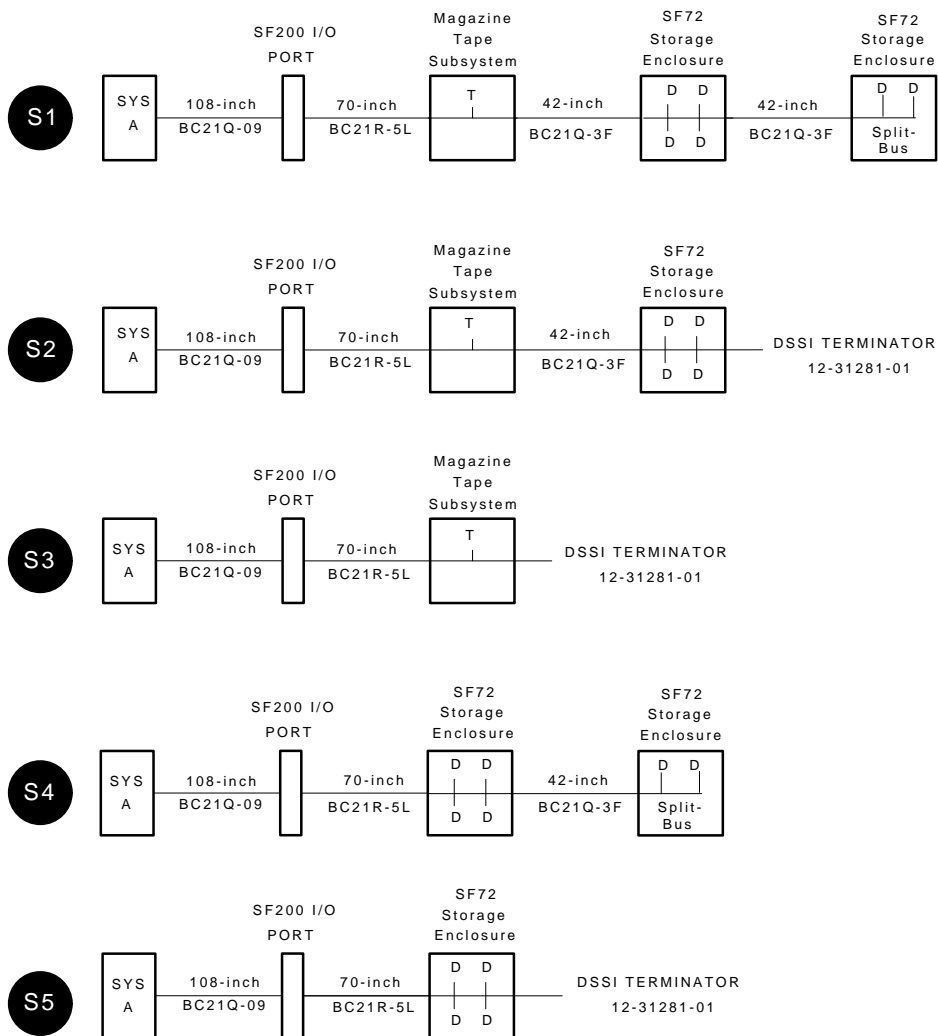 Magazine
Tape
Subsystem
SF72
Storage
Enclosure
SF72
Storage
Enclosure
SF200 I/O
PORT
S1
SYS
A
108-inch
BC21Q-09
70-inch
BC21R-5L
T
42-inch
BC21Q-3F
D D
D D
42-inch
BC21Q-3F
D D
Split-
Bus
SF200 I/O
PORT
Magazine
Tape
Subsystem
SF72
Storage
Enclosure
S2
SYS
A
108-inch
BC21Q-09
70-inch
BC21R-5L
T
42-inch
BC21Q-3F
D D
D D
DSSI TERMINATOR
12-31281-01
SF200 I/O
PORT
Magazine
Tape
Subsystem
S3
SYS
A
108-inch
BC21Q-09
70-inch
BC21R-5L
T
DSSI TERMINATOR
12-31281-01
SF200 I/O
PORT
SF72
Storage
Enclosure
SF72
Storage
Enclosure
S4
SYS
A
108-inch
BC21Q-09
70-inch
BC21R-5L
D D
D D
42-inch
BC21Q-3F
D D
Split-
Bus
SF200 I/O
PORT
SF72
Storage
Enclosure
S5
SYS
A
108-inch
BC21Q-09
70-inch
BC21R-5L
D D
D D
DSSI TERMINATOR
12-31281-01